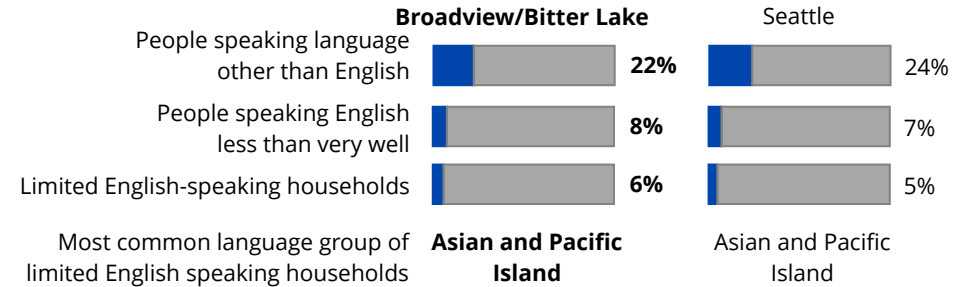 Broadview/Bitter Lake Seattle
People speaking language
other than English 22% 24%
People speaking English
less than very well 8% 7%
Limited English-speaking households 6% 5%
Most common language group of Asian and Pacific Asian and Pacific
limited English speaking households Island Island